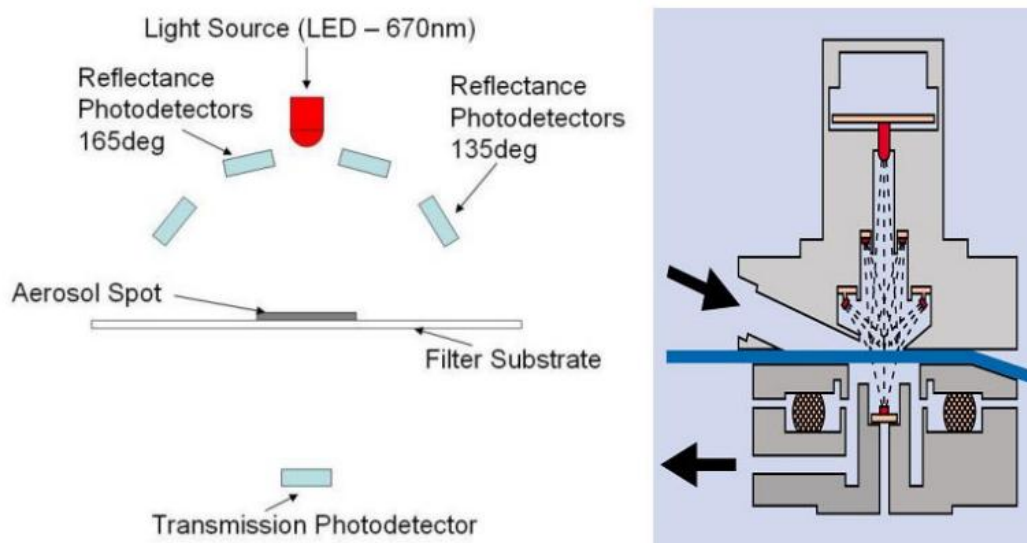 Light Source (LED – 670nm)
Reflectance
Photodetectors
165deg
Reflectance
Photodetectors
135deg
Aerosol Spot
Filter Substrate
Transmission Photodetector